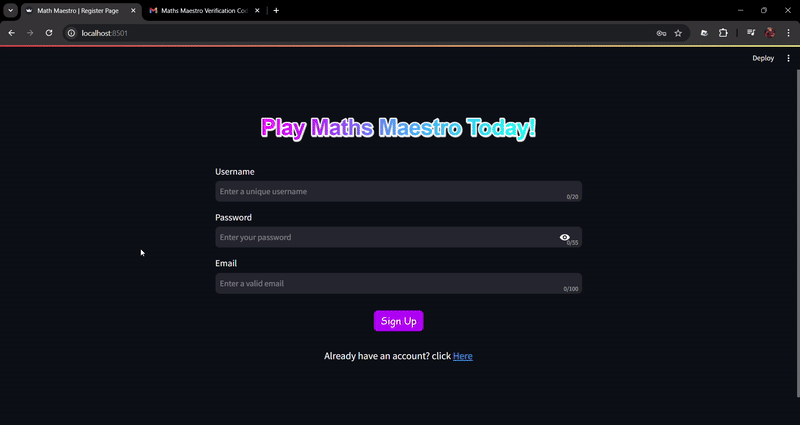 Math Maestro | Register Page
Maths Maestro Verification Cod
localhost:8501
Deploy
Play Maths Maestro Today!
Username
Enter a unique username
0/20
Password
Enter your password
0/55
Email
Enter a valid email
0/100
Sign Up
Already have an account? click Here